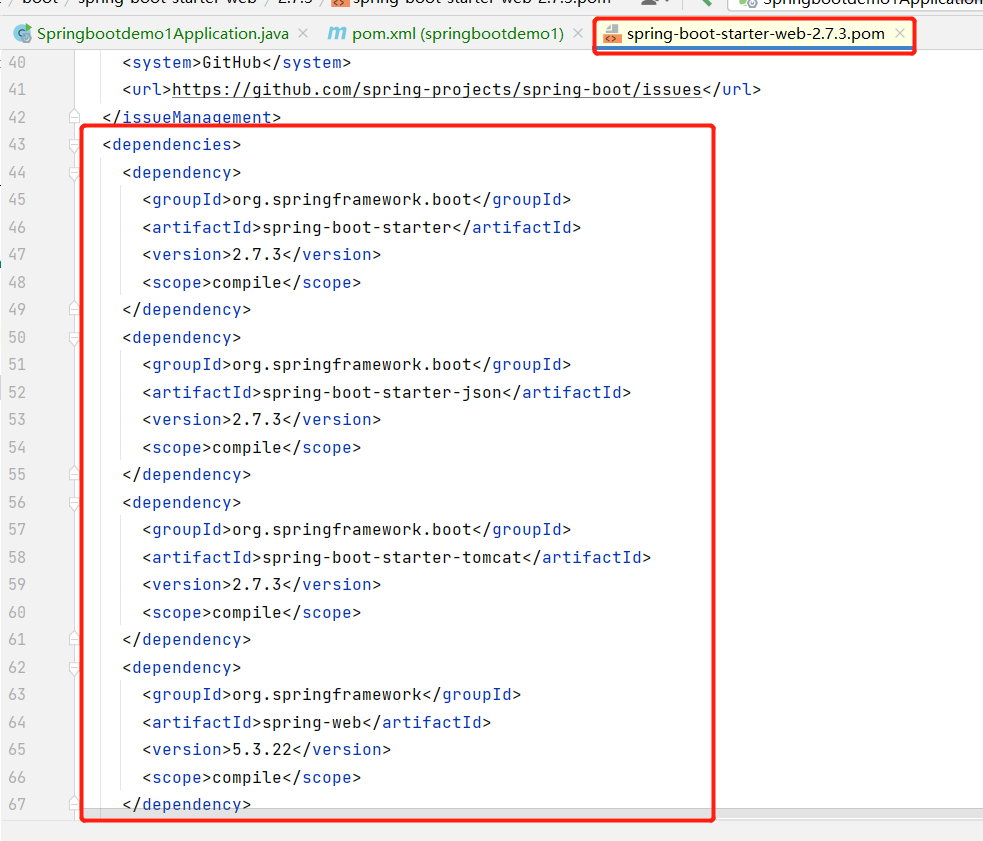 Springbootdemo1Application.java
pom.xml (springbootdemo1)
spring-boot-starter-web-2.7.3.pom
40 <system>GitHub</system>
41 <url>https://github.com/spring-projects/spring-boot/issues</url>
42 </issueManagement>
43 <dependencies>
44 <dependency>
45 <groupId>org.springframework.boot</groupId>
46 <artifactId>spring-boot-starter</artifactId>
47 <version>2.7.3</version>
48 <scope>compile</scope>
49 </dependency>
50 <dependency>
51 <groupId>org.springframework.boot</groupId>
52 <artifactId>spring-boot-starter-json</artifactId>
53 <version>2.7.3</version>
54 <scope>compile</scope>
55 </dependency>
56 <dependency>
57 <groupId>org.springframework.boot</groupId>
58 <artifactId>spring-boot-starter-tomcat</artifactId>
59 <version>2.7.3</version>
60 <scope>compile</scope>
61 </dependency>
62 <dependency>
63 <groupId>org.springframework</groupId>
64 <artifactId>spring-web</artifactId>
65 <version>5.3.22</version>
66 <scope>compile</scope>
67 </dependency>